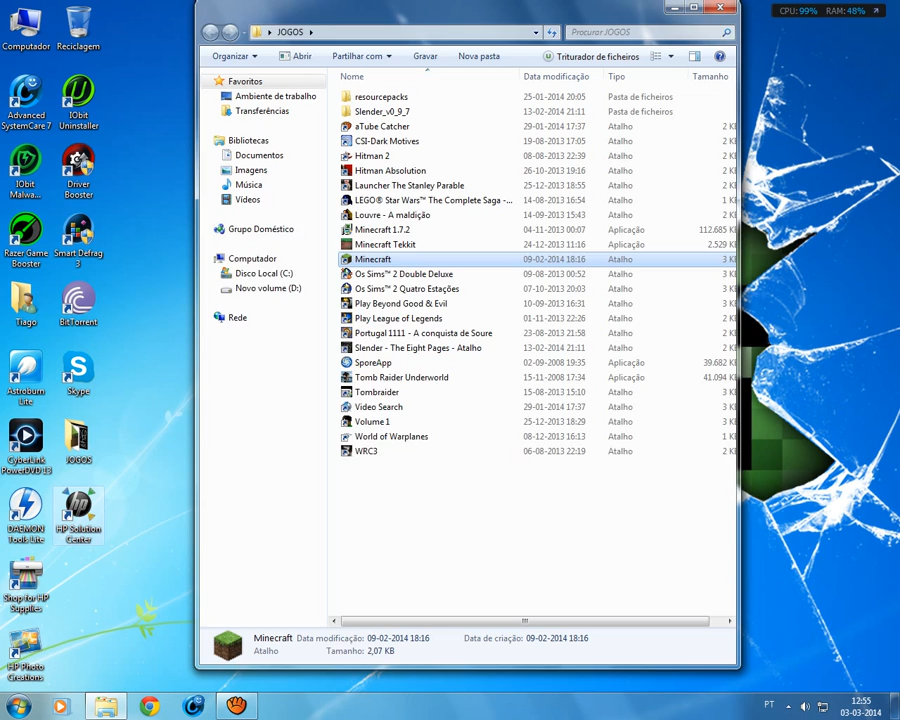 CPU:99% RAM:48%
JOGOS
Procurar JOGOS
Organizar
Abrir
Partilhar com
Gravar
Nova pasta
Triturador de ficheiros
Computador
Reciclagem
Advanced SystemCare 7
IObit Uninstaller
IObit Malwa...
Driver Booster
Razer Game Booster
Smart Defrag 3
Tiago
BitTorrent
Astroburn Lite
Skype
CyberLink PowerDVD 13
JOGOS
DAEMON Tools Lite
HP Solution Center
Shop for HP Supplies
HP Photo Creations
Favoritos
Ambiente de trabalho
Transferências
Bibliotecas
Documentos
Imagens
Música
Vídeos
Grupo Doméstico
Computador
Disco Local (C:)
Novo volume (D:)
Rede
Nome Data modificação Tipo Tamanho
resourcepacks 25-01-2014 20:05 Pasta de ficheiros
Slender_v0_9_7 13-02-2014 21:11 Pasta de ficheiros
aTube Catcher 29-01-2014 17:37 Atalho 2 K
CSI-Dark Motives 19-08-2013 17:05 Atalho 2 K
Hitman 2 08-08-2013 22:39 Atalho 2 K
Hitman Absolution 26-10-2013 19:16 Atalho 2 K
Launcher The Stanley Parable 25-12-2013 18:55 Atalho 2 K
LEGO® Star Wars™ The Complete Saga -... 14-08-2013 16:54 Atalho 1 K
Louvre - A maldição 14-09-2013 15:43 Atalho 2 K
Minecraft 1.7.2 04-11-2013 00:07 Aplicação 112.685 K
Minecraft Tekkit 24-12-2013 11:16 Aplicação 2.529 K
Minecraft 09-02-2014 18:16 Atalho 3 K
Os Sims™ 2 Double Deluxe 09-08-2013 00:52 Atalho 3 K
Os Sims™ 2 Quatro Estações 07-10-2013 20:03 Atalho 3 K
Play Beyond Good & Evil 10-09-2013 16:31 Atalho 3 K
Play League of Legends 01-11-2013 22:26 Atalho 2 K
Portugal 1111 - A conquista de Soure 23-08-2013 21:58 Atalho 2 K
Slender - The Eight Pages - Atalho 13-02-2014 21:11 Atalho 2 K
SporeApp 02-09-2008 19:35 Aplicação 39.682 K
Tomb Raider Underworld 15-11-2008 17:34 Aplicação 41.094 K
Tombraider 15-08-2013 15:10 Atalho 3 K
Video Search 29-01-2014 17:37 Atalho 3 K
Volume 1 25-12-2013 18:29 Atalho 3 K
World of Warplanes 08-12-2013 16:13 Atalho 1 K
WRC3 06-08-2013 22:19 Atalho 3 K
Minecraft Data modificação: 09-02-2014 18:16 Data de criação: 09-02-2014 18:16
Atalho Tamanho: 2,07 KB
PT
12:55
03-03-2014